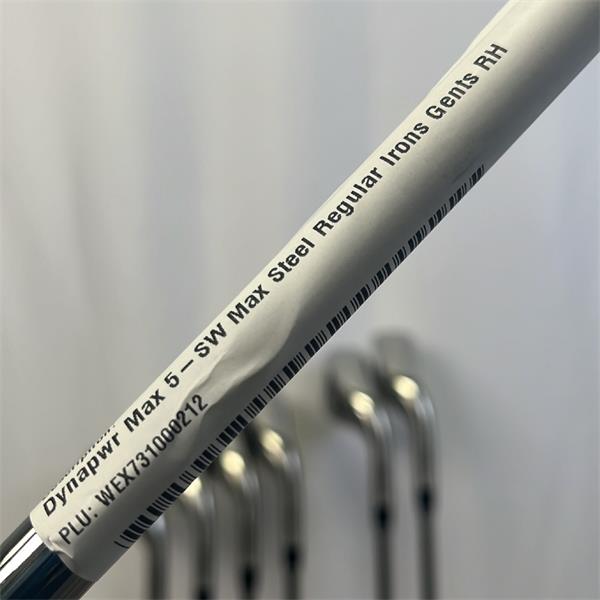 Dynapwr Max 5 – SW Max Steel Regular Irons Gents RH
PLU: WEX731000212